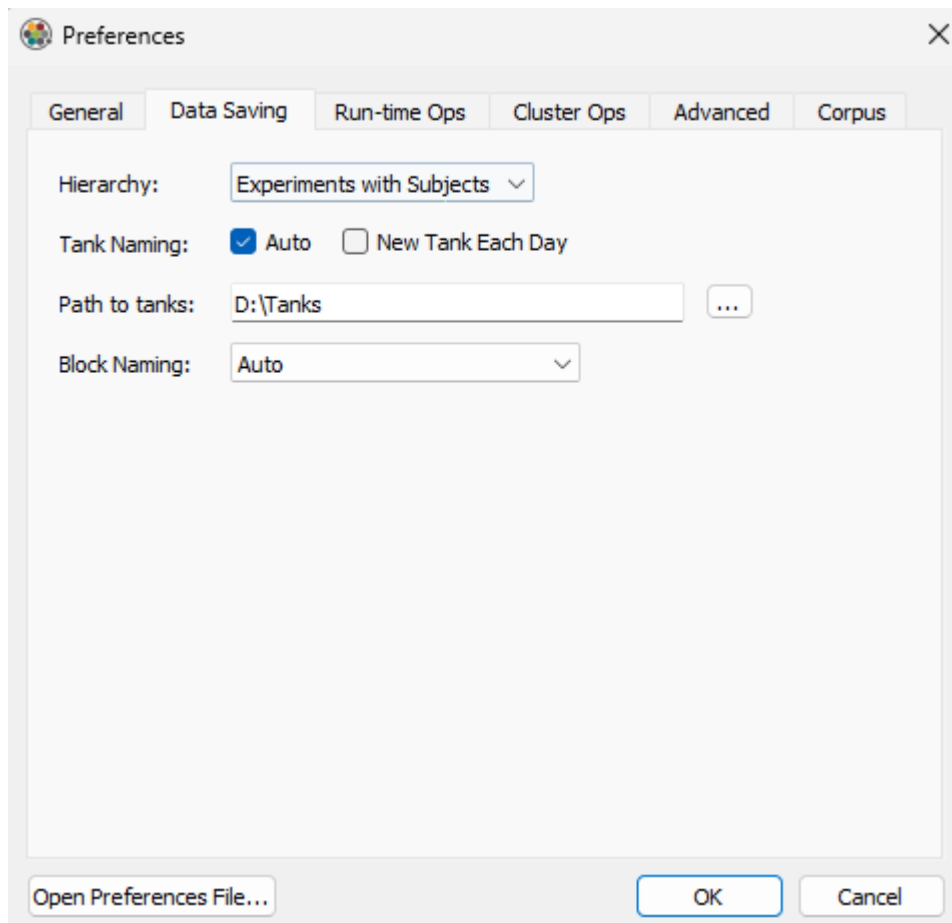 Preferences
General Data Saving Run-time Ops Cluster Ops Advanced Corpus
Hierarchy: Experiments with Subjects
Tank Naming: Auto New Tank Each Day
Path to tanks: D:\Tanks ...
Block Naming: Auto
Open Preferences File... OK Cancel